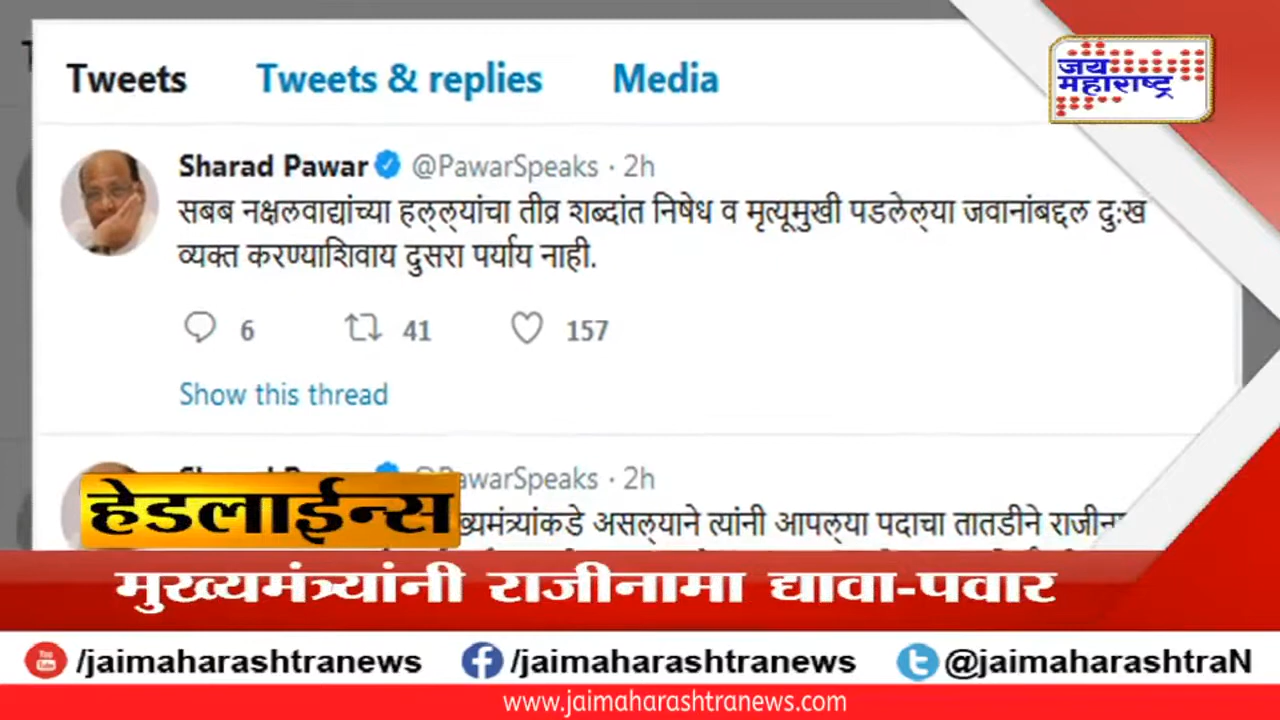 Tweets Tweets & replies Media
जय
महाराष्ट्र
Sharad Pawar @PawarSpeaks · 2h
सबब नक्षलवाद्यांच्या हल्ल्यांचा तीव्र शब्दांत निषेध व मृत्यूमुखी पडलेल्या जवानांबद्दल दुःख
व्यक्त करण्याशिवाय दुसरा पर्याय नाही.
6 41 157
Show this thread
@PawarSpeaks · 2h
असल्याने त्यांनी आपल्या पदाचा तातडीने
हेडलाईन्स
मुख्यमंत्र्यांनी राजीनामा द्यावा-पवार
You Tube /jaimaharashtranews /jaimaharashtranews @jaimaharashtraN
www.jaimaharashtranews.com